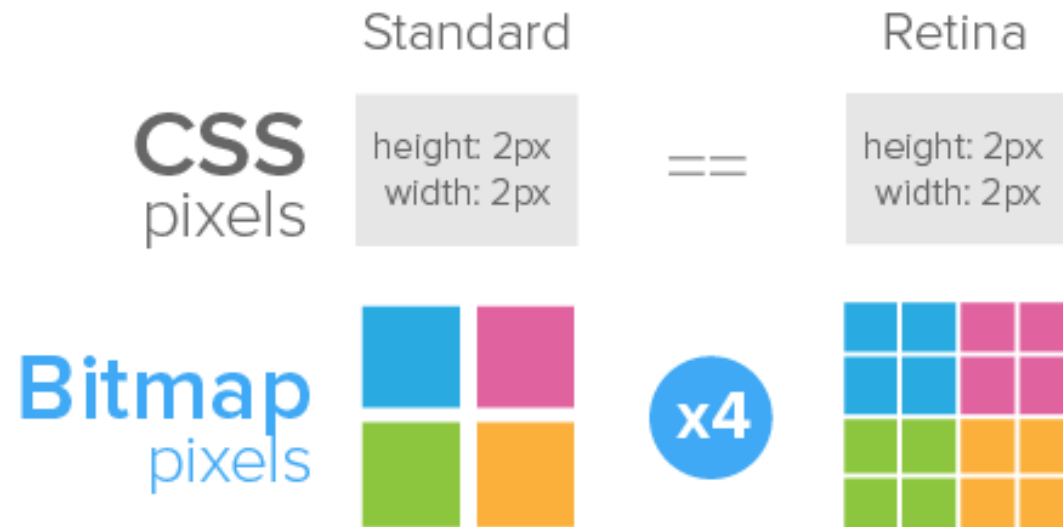 Standard
Retina
CSS
pixels
height: 2px
width: 2px
==
height: 2px
width: 2px
Bitmap
pixels
x4